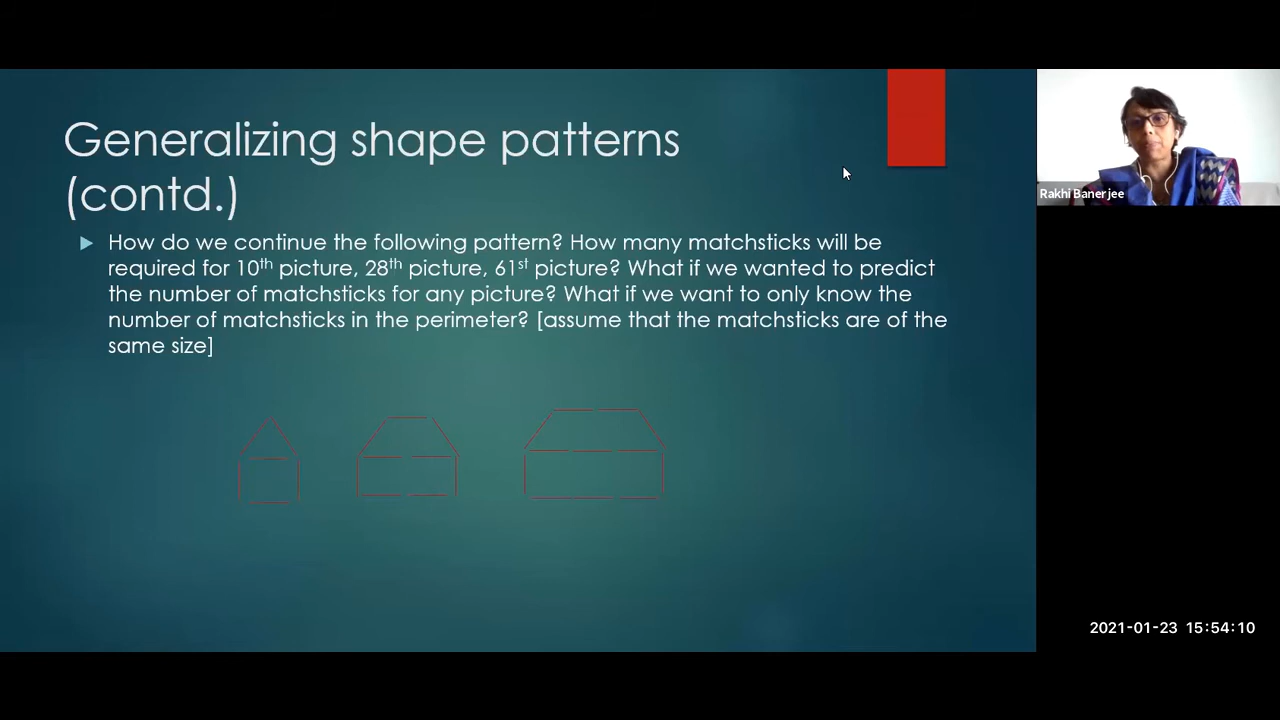 Generalizing shape patterns
(contd.)
How do we continue the following pattern? How many matchsticks will be
required for 10th picture, 28th picture, 61st picture? What if we wanted to predict
the number of matchsticks for any picture? What if we want to only know the
number of matchsticks in the perimeter? [assume that the matchsticks are of the
same size]
Rakhi Banerjee
2021-01-23 15:54:10